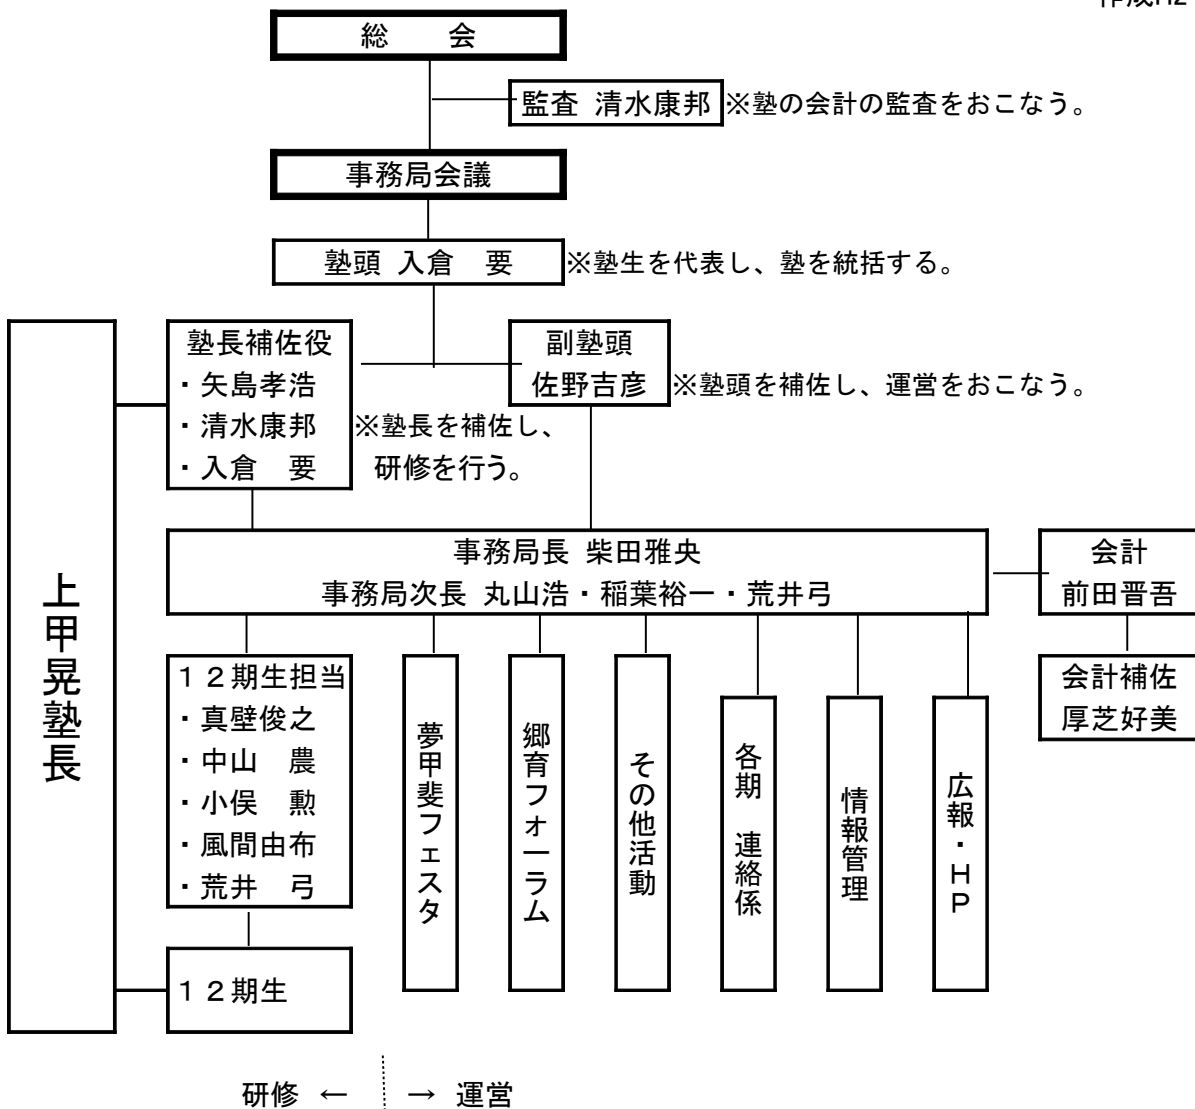 作成H2
総　会
監査 清水康邦 ※塾の会計の監査をおこなう。
事務局会議
塾頭 入倉　要 ※塾生を代表し、塾を統括する。
上甲晃塾長
塾長補佐役
・矢島孝浩
・清水康邦
・入倉　要
※塾長を補佐し、
研修を行う。
副塾頭
佐野吉彦 ※塾頭を補佐し、運営をおこなう。
事務局長 柴田雅央
事務局次長 丸山浩・稲葉裕一・荒井弓
会計
前田晋吾
会計補佐
厚芝好美
１２期生担当
・真壁俊之
・中山　農
・小俣　勲
・風間由布
・荒井　弓
夢甲斐フェスタ
郷育フォーラム
その他活動
各期 連絡係
情報管理
広報・ＨＰ
１２期生
研修 ← → 運営